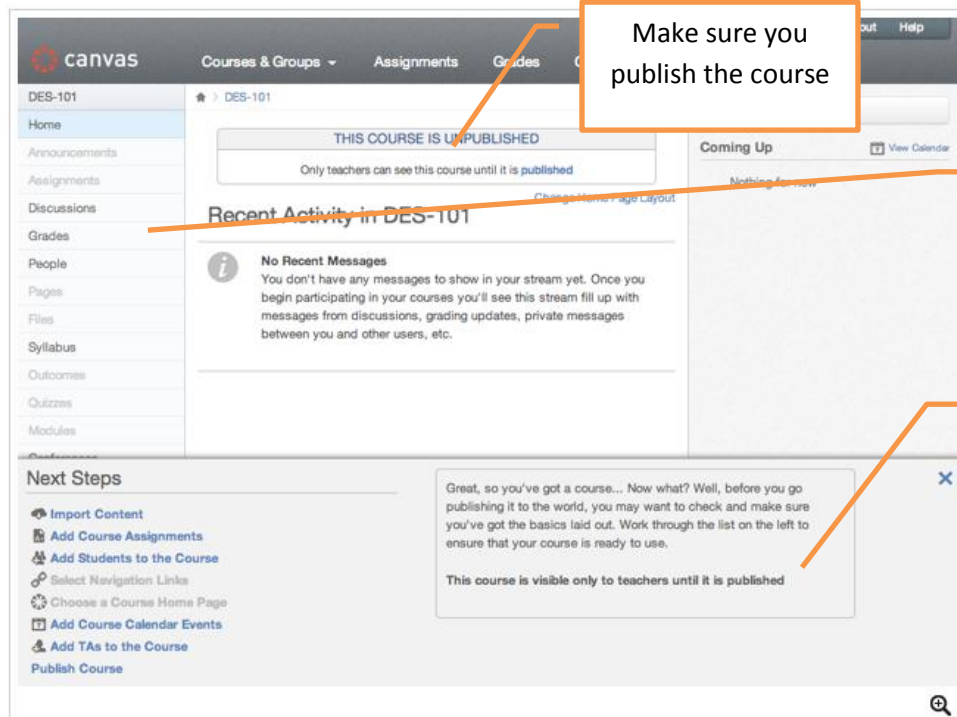 Make sure you
publish the course
Help
canvas
Courses & Groups
Assignments
Grades
DES-101
DES-101
Home
Announcements
Assignments
Discussions
Grades
People
Pages
Files
Syllabus
Outcomes
Quizzes
Modules
Conferences
THIS COURSE IS UNPUBLISHED
Only teachers can see this course until it is published
Change Home Page Layout
Recent Activity in DES-101
No Recent Messages
You don't have any messages to show in your stream yet. Once you
begin participating in your courses you'll see this stream fill up with
messages from discussions, grading updates, private messages
between you and other users, etc.
Coming Up
View Calendar
Nothing for now
Next Steps
Import Content
Add Course Assignments
Add Students to the Course
Select Navigation Links
Choose a Course Home Page
Add Course Calendar Events
Add TAs to the Course
Publish Course
Great, so you've got a course... Now what? Well, before you go
publishing it to the world, you may want to check and make sure
you've got the basics laid out. Work through the list on the left to
ensure that your course is ready to use.
This course is visible only to teachers until it is published